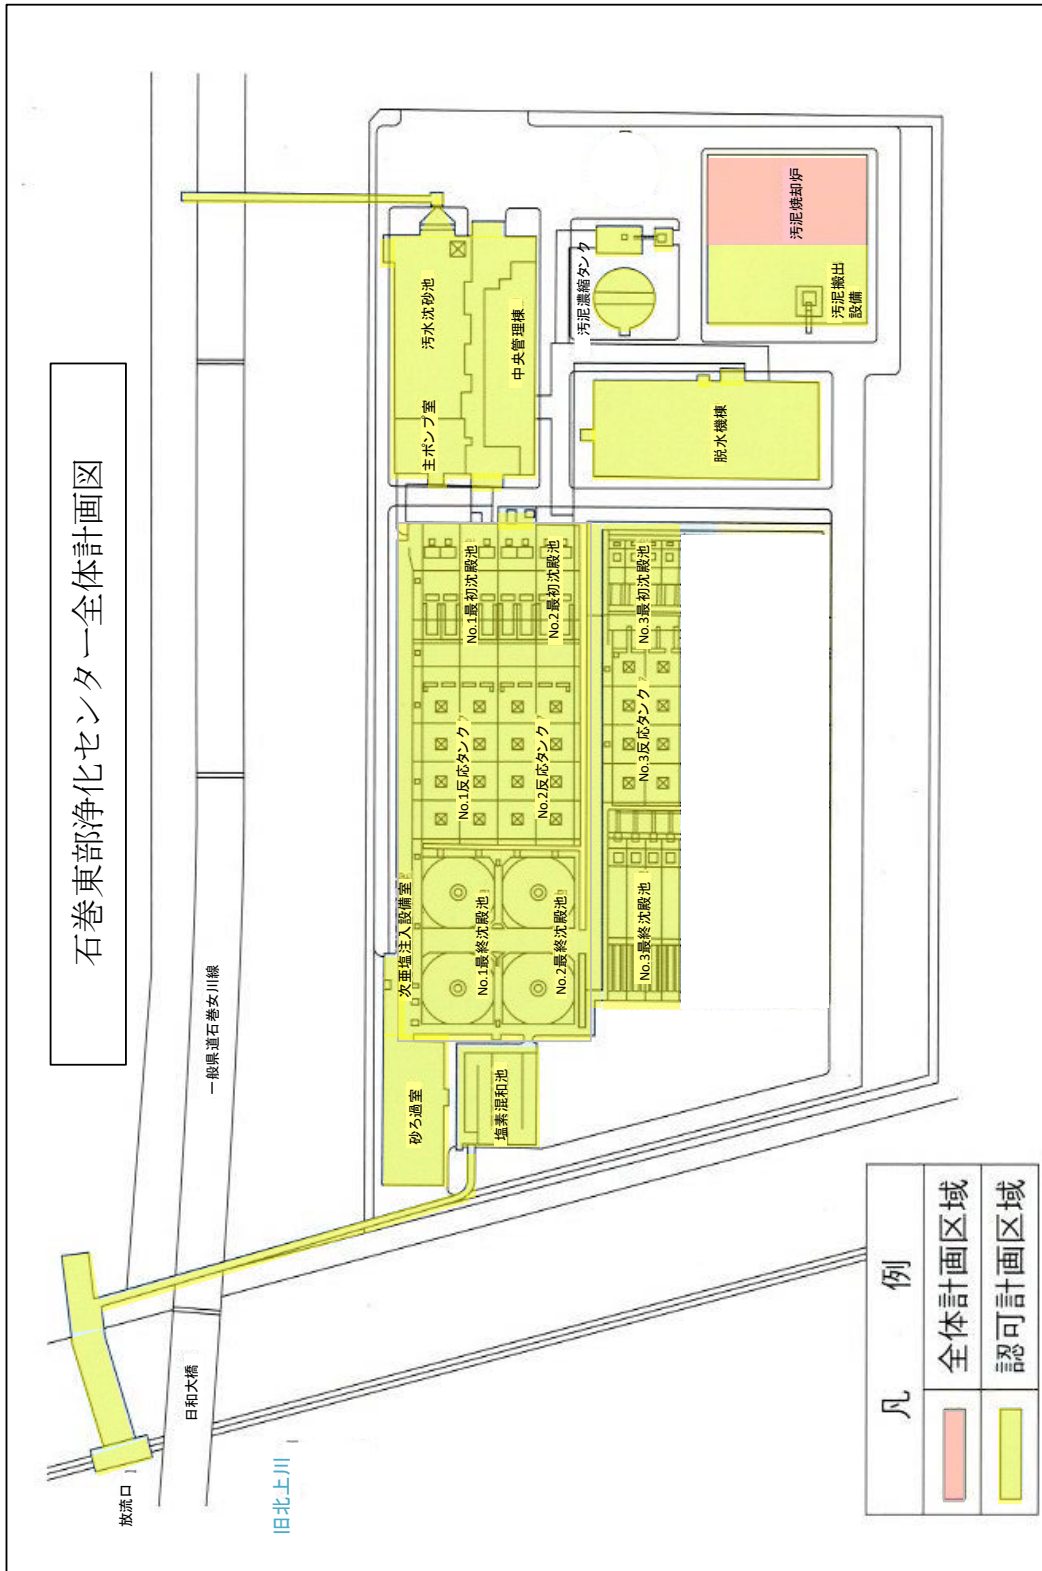 石巻東部浄化センター全体計画図
一般県道石巻女川線
日和大橋
放流口
旧北上川
汚水沈砂池
主ポンプ室
中央管理棟
汚泥濃縮タンク
汚泥焼却炉
汚泥搬出
設備
脱水機棟
No.1最初沈殿池
No.2最初沈殿池
No.3最初沈殿池
No.1反応タンク
No.2反応タンク
No.3反応タンク
次亜塩注入設備室
No.1最終沈殿池
No.2最終沈殿池
No.3最終沈殿池
砂ろ過室
塩素混和池
凡例
全体計画区域
認可計画区域